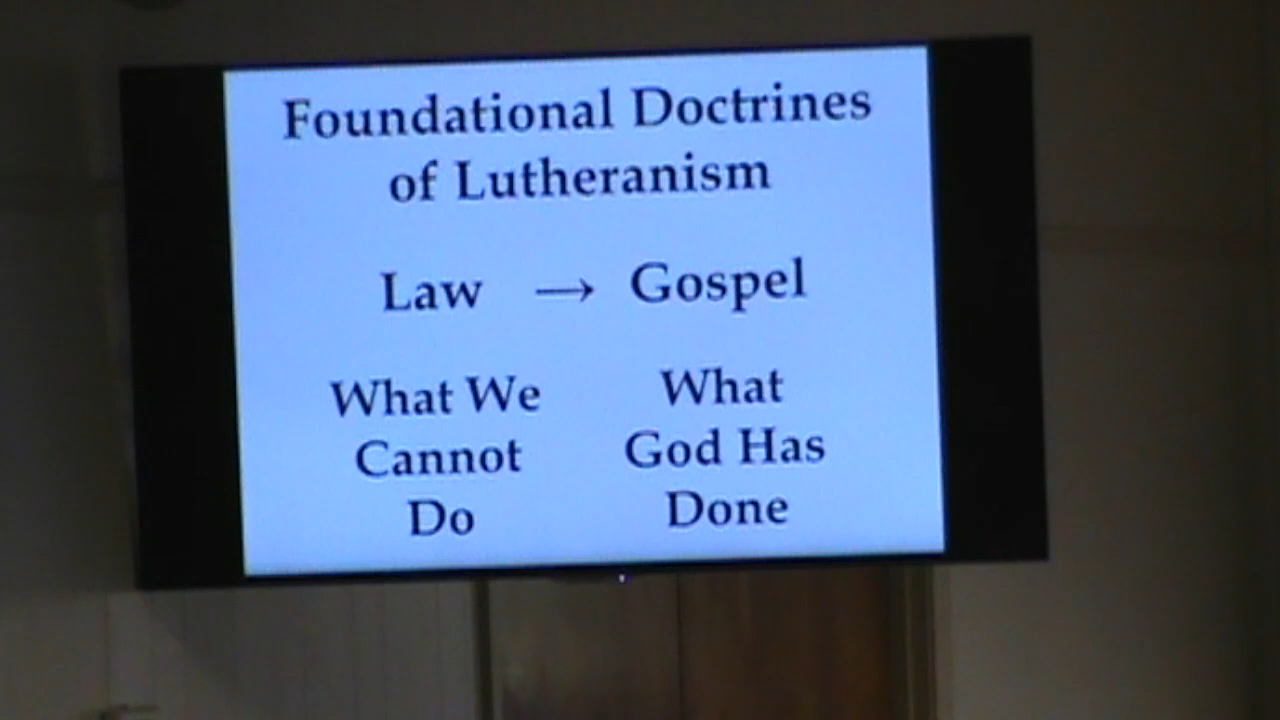 Foundational Doctrines
of Lutheranism
Law → Gospel
What We
Cannot
Do
What
God Has
Done